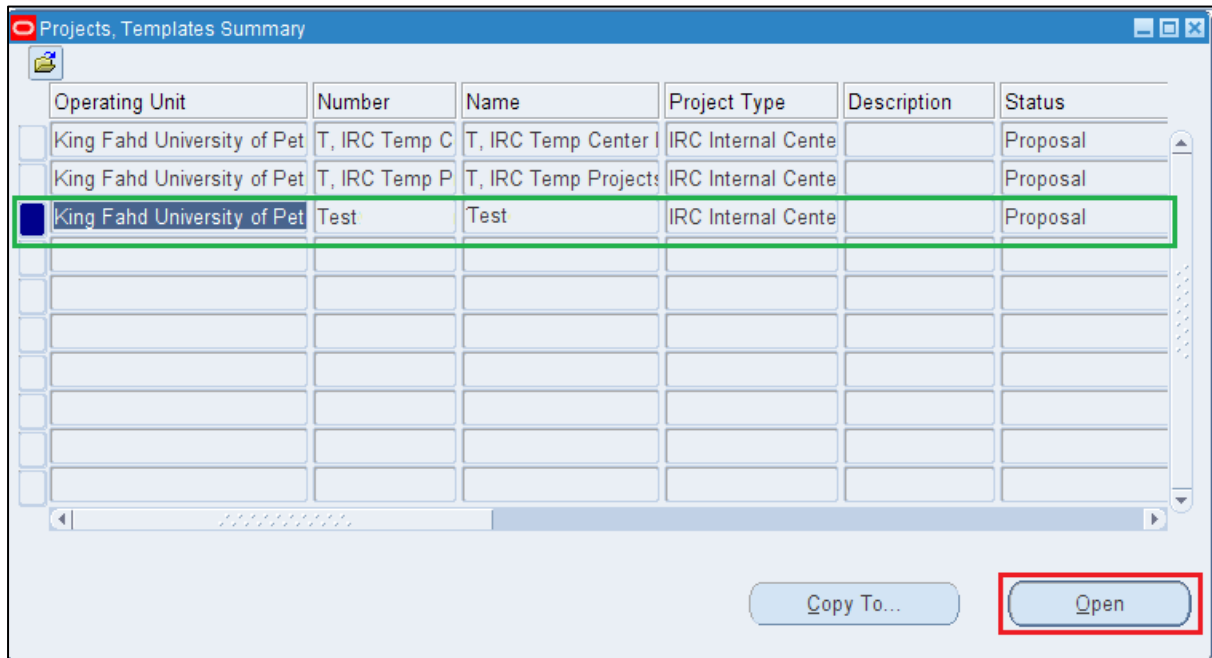 Projects, Templates Summary
Operating Unit Number Name Project Type Description Status
King Fahd University of Pet T, IRC Temp C T, IRC Temp Center I IRC Internal Cente Proposal
King Fahd University of Pet T, IRC Temp P T, IRC Temp Projects IRC Internal Cente Proposal
King Fahd University of Pet Test Test IRC Internal Cente Proposal
Copy To... Open